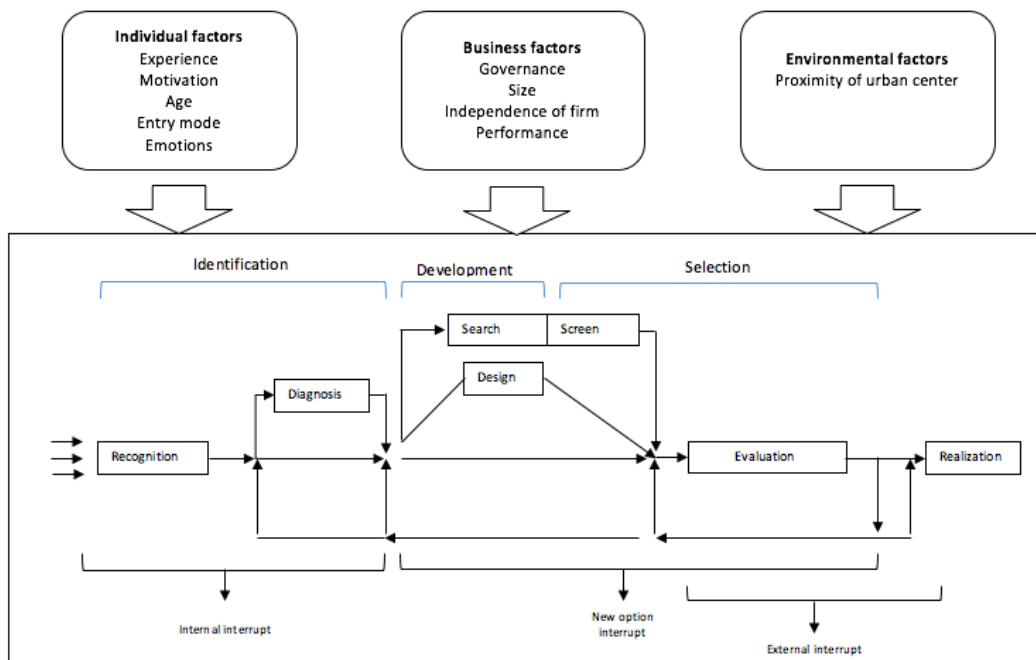 Individual factors
Experience
Motivation
Age
Entry mode
Emotions
Business factors
Governance
Size
Independence of firm
Performance
Environmental factors
Proximity of urban center
Identification
Development
Selection
Search
Screen
Design
Diagnosis
Recognition
Evaluation
Realization
Internal interrupt
New option
interrupt
External interrupt